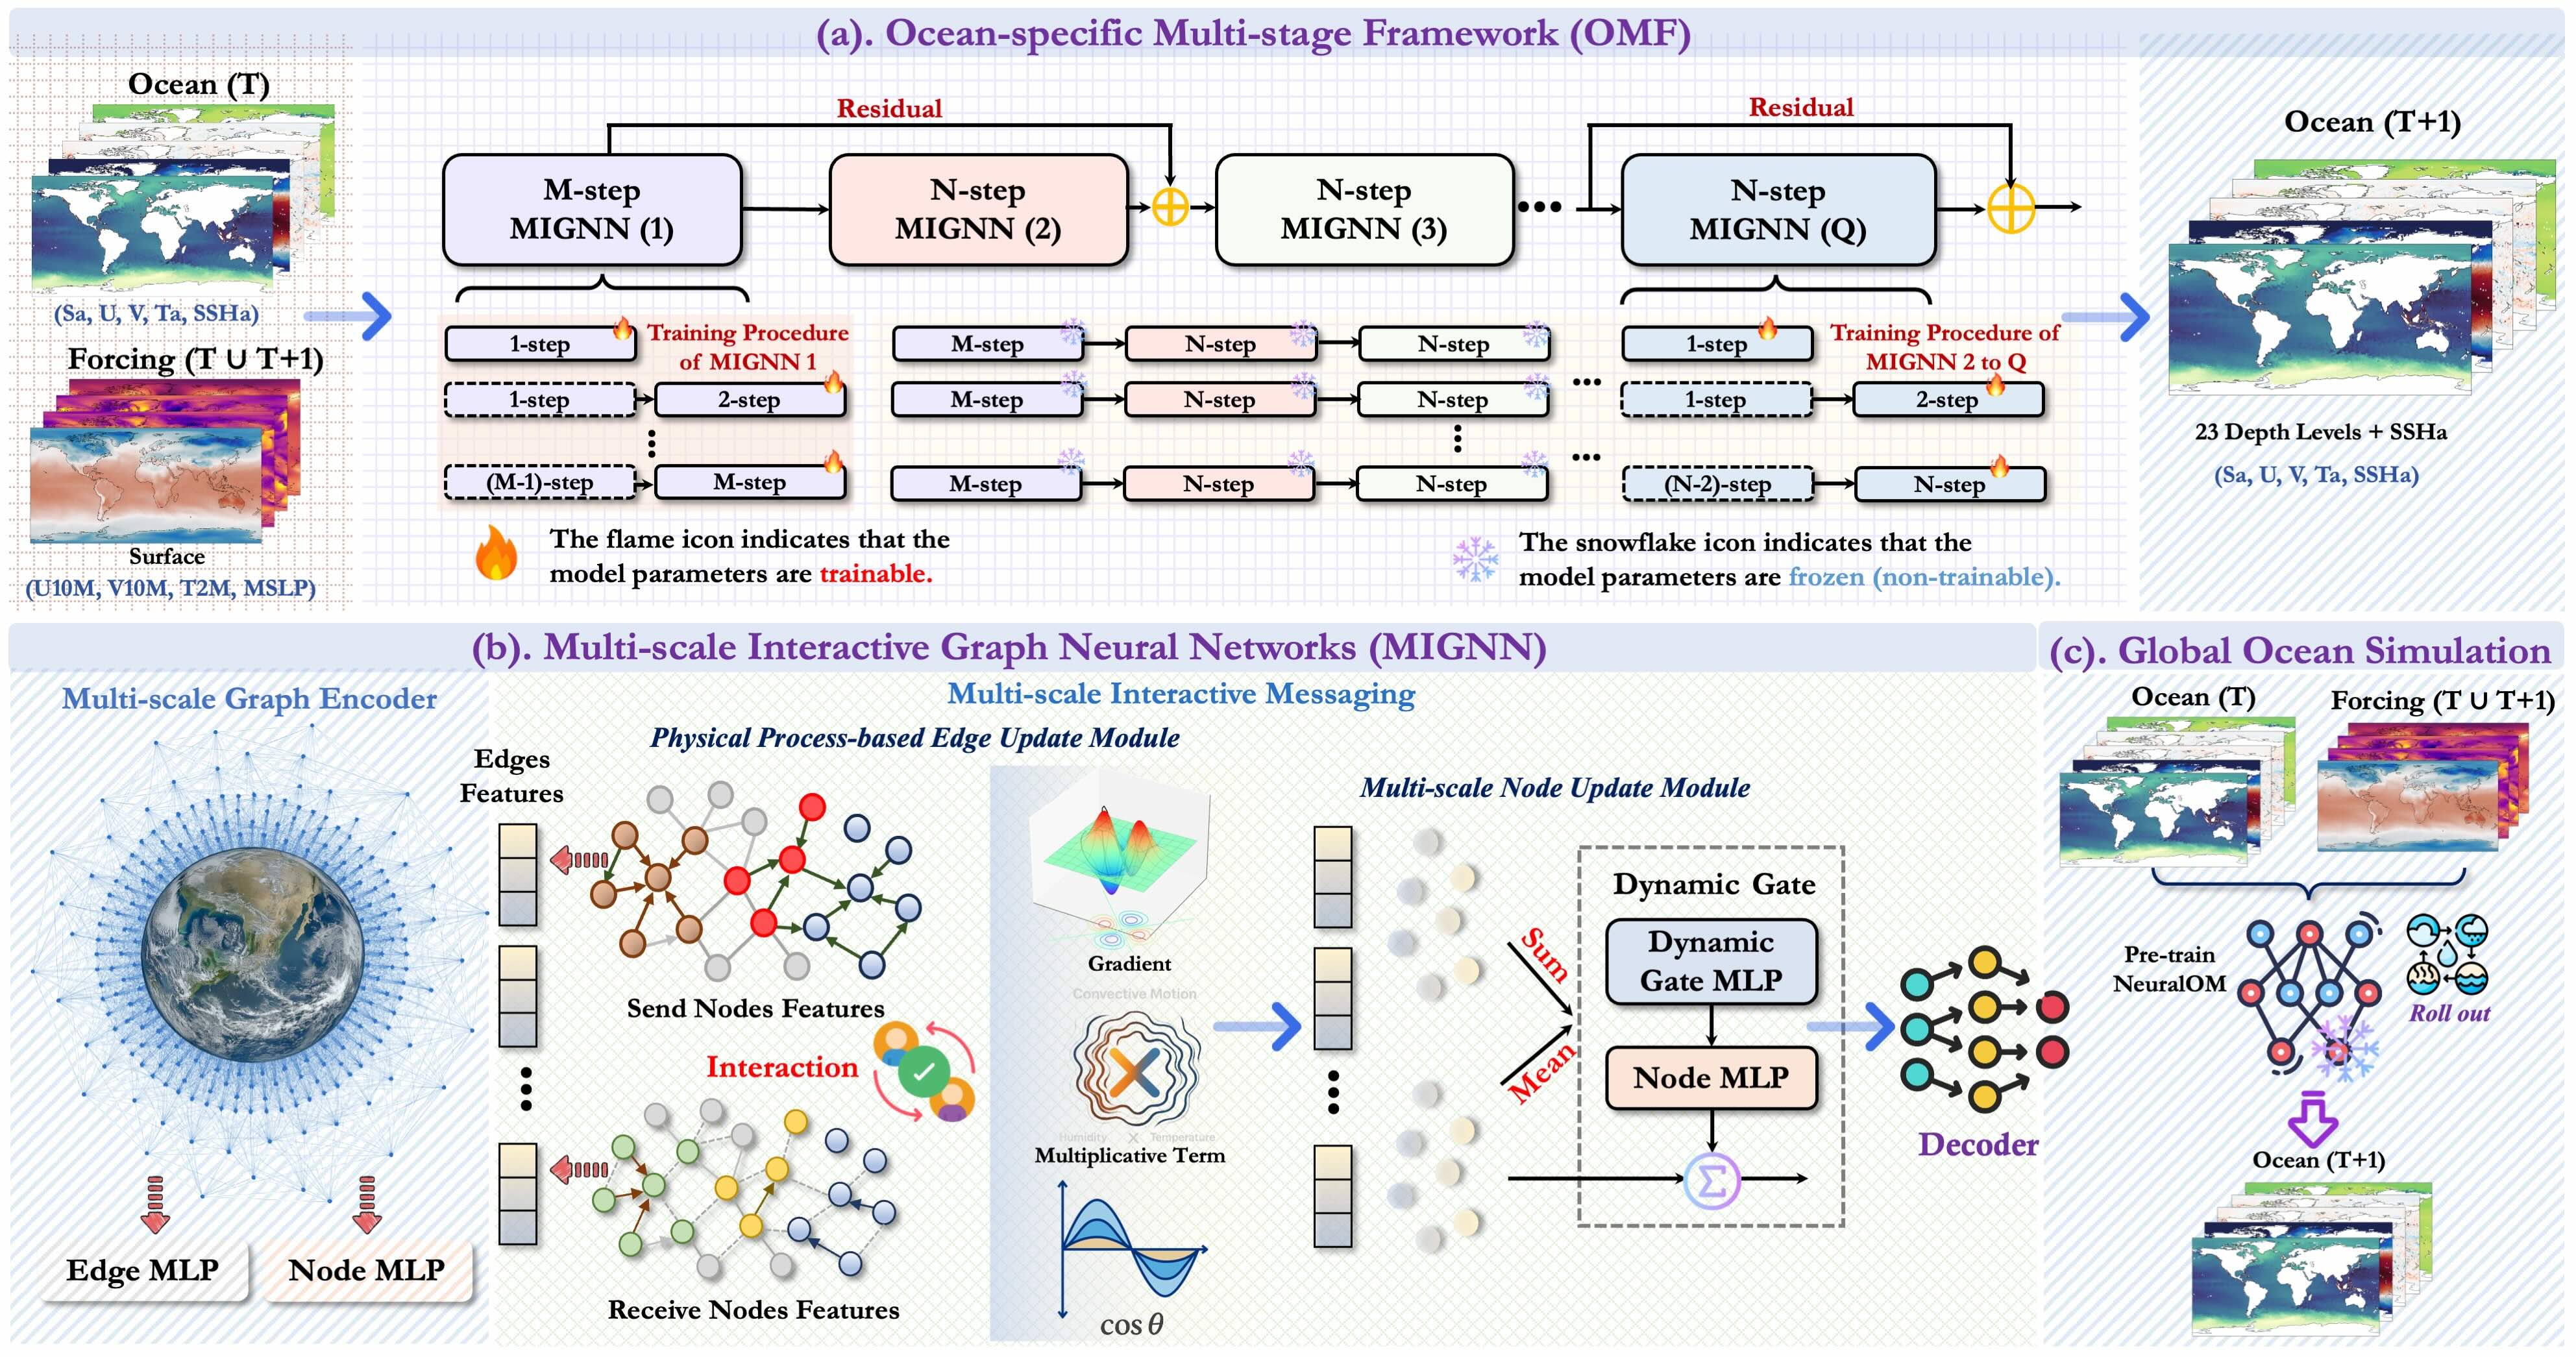 (a). Ocean-specific Multi-stage Framework (OMF)
Ocean (T)
(Sa, U, V, Ta, SSHa)
Forcing (T ∪ T+1)
Surface
(U10M, V10M, T2M, MSLP)
Residual
Residual
M-step
MIGNN (1)
N-step
MIGNN (2)
N-step
MIGNN (3)
N-step
MIGNN (Q)
1-step
Training Procedure
of MIGNN 1
1-step
2-step
(M-1)-step
M-step
M-step
N-step
N-step
1-step
Training Procedure of
MIGNN 2 to Q
M-step
N-step
N-step
1-step
2-step
M-step
N-step
N-step
(N-2)-step
N-step
The flame icon indicates that the
model parameters are trainable.
The snowflake icon indicates that the
model parameters are frozen (non-trainable).
Ocean (T+1)
23 Depth Levels + SSHa
(Sa, U, V, Ta, SSHa)
(b). Multi-scale Interactive Graph Neural Networks (MIGNN)
Multi-scale Graph Encoder
Edge MLP
Node MLP
Multi-scale Interactive Messaging
Physical Process-based Edge Update Module
Edges
Features
Send Nodes Features
Interaction
Receive Nodes Features
Gradient
Convective Motion
Humidity X Temperature
Multiplicative Term
cos θ
Multi-scale Node Update Module
Sum
Mean
Dynamic Gate
Dynamic
Gate MLP
Node MLP
Σ
Decoder
(c). Global Ocean Simulation
Ocean (T)
Forcing (T ∪ T+1)
Pre-train
NeuralOM
Roll out
Ocean (T+1)